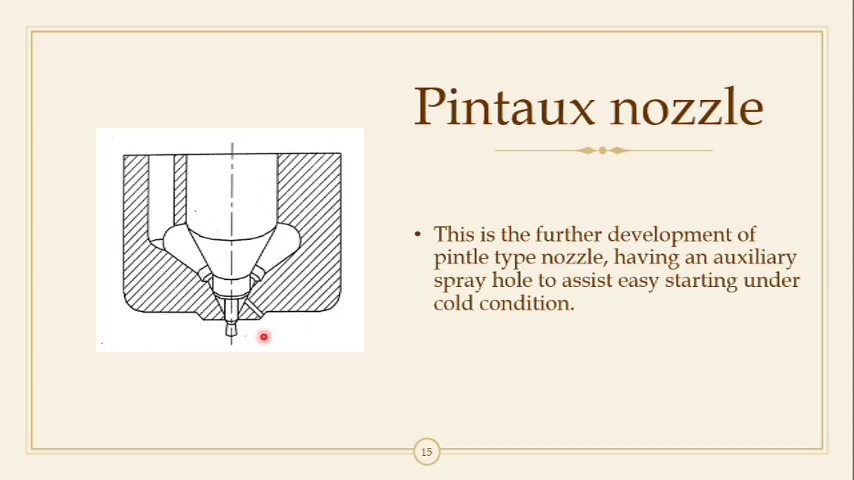 Pintaux nozzle
• This is the further development of
pintle type nozzle, having an auxiliary
spray hole to assist easy starting under
cold condition.
15